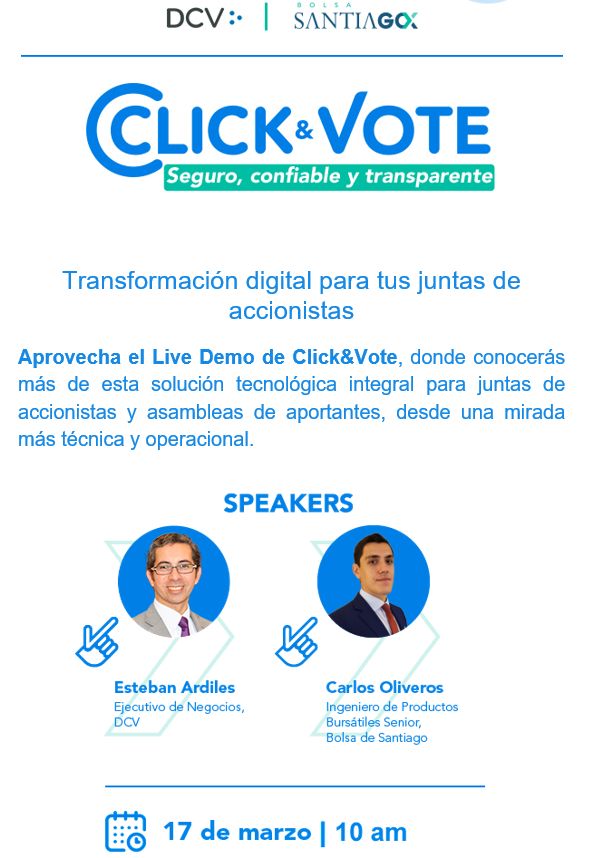 DCV
BOLSA
SANTIAGO
CLICK&VOTE
Seguro, confiable y transparente
Transformación digital para tus juntas de
accionistas
Aprovecha el Live Demo de Click&Vote, donde conocerás
más de esta solución tecnológica integral para juntas de
accionistas y asambleas de aportantes, desde una mirada
más técnica y operacional.
SPEAKERS
Esteban Ardiles
Ejecutivo de Negocios,
DCV
Carlos Oliveros
Ingeniero de Productos
Bursátiles Senior,
Bolsa de Santiago
17 de marzo | 10 am